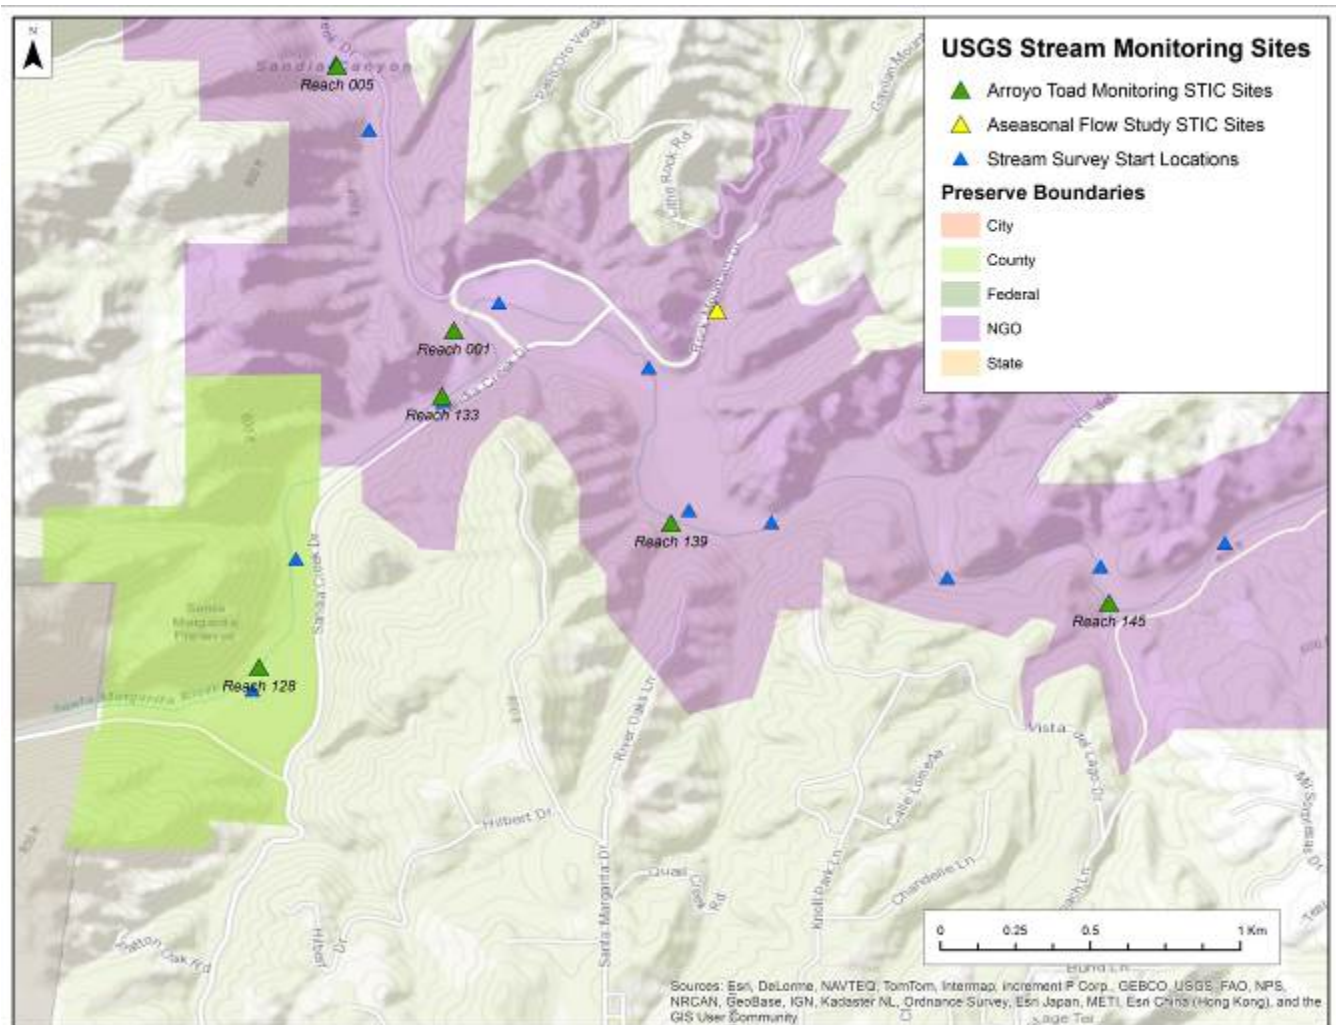 N
USGS Stream Monitoring Sites
Arroyo Toad Monitoring STIC Sites
Aseasonal Flow Study STIC Sites
Stream Survey Start Locations
Preserve Boundaries
City
County
Federal
NGO
State
Sandia Canyon
Reach 005
Reach 001
Reach 133
Reach 139
Reach 145
Reach 128
Santa
Margarita
Preserve
Santa Margarita River
Sandia Creek Dr
River Oaks Ln
Santa Margarita Dr
Hilbert Dr
Quail
Creek
Rd
Vista del Lago Dr
Calle Lomeda
Chandelle Ln
Knoll Park Ln
0 0.25 0.5 1 Km
Sources: Esri, DeLorme, NAVTEQ, TomTom, Intermap, increment P Corp., GEBCO, USGS, FAO, NPS,
NRCAN, GeoBase, IGN, Kadaster NL, Ordnance Survey, Esri Japan, METI, Esri China (Hong Kong), and the
GIS User Community